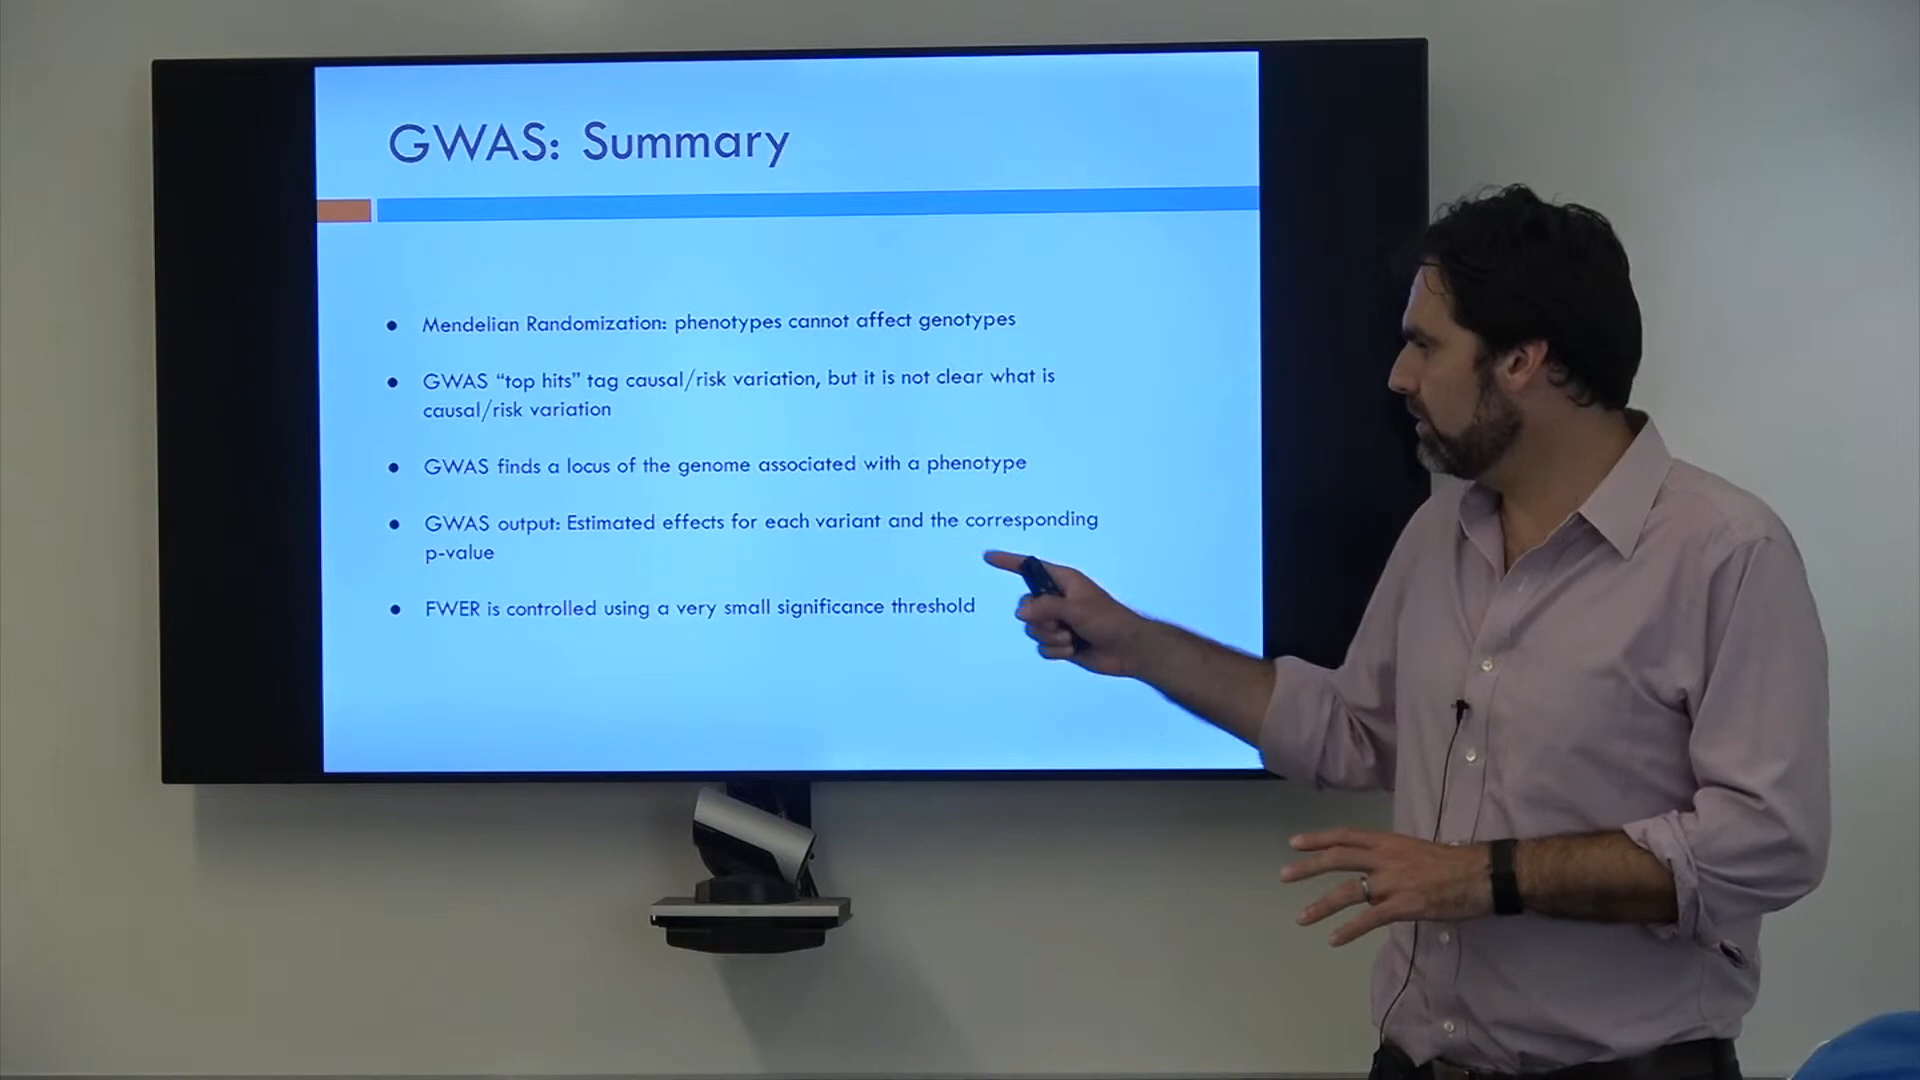 GWAS: Summary
● Mendelian Randomization: phenotypes cannot affect genotypes
● GWAS “top hits” tag causal/risk variation, but it is not clear what is
causal/risk variation
● GWAS finds a locus of the genome associated with a phenotype
● GWAS output: Estimated effects for each variant and the corresponding
p-value
● FWER is controlled using a very small significance threshold